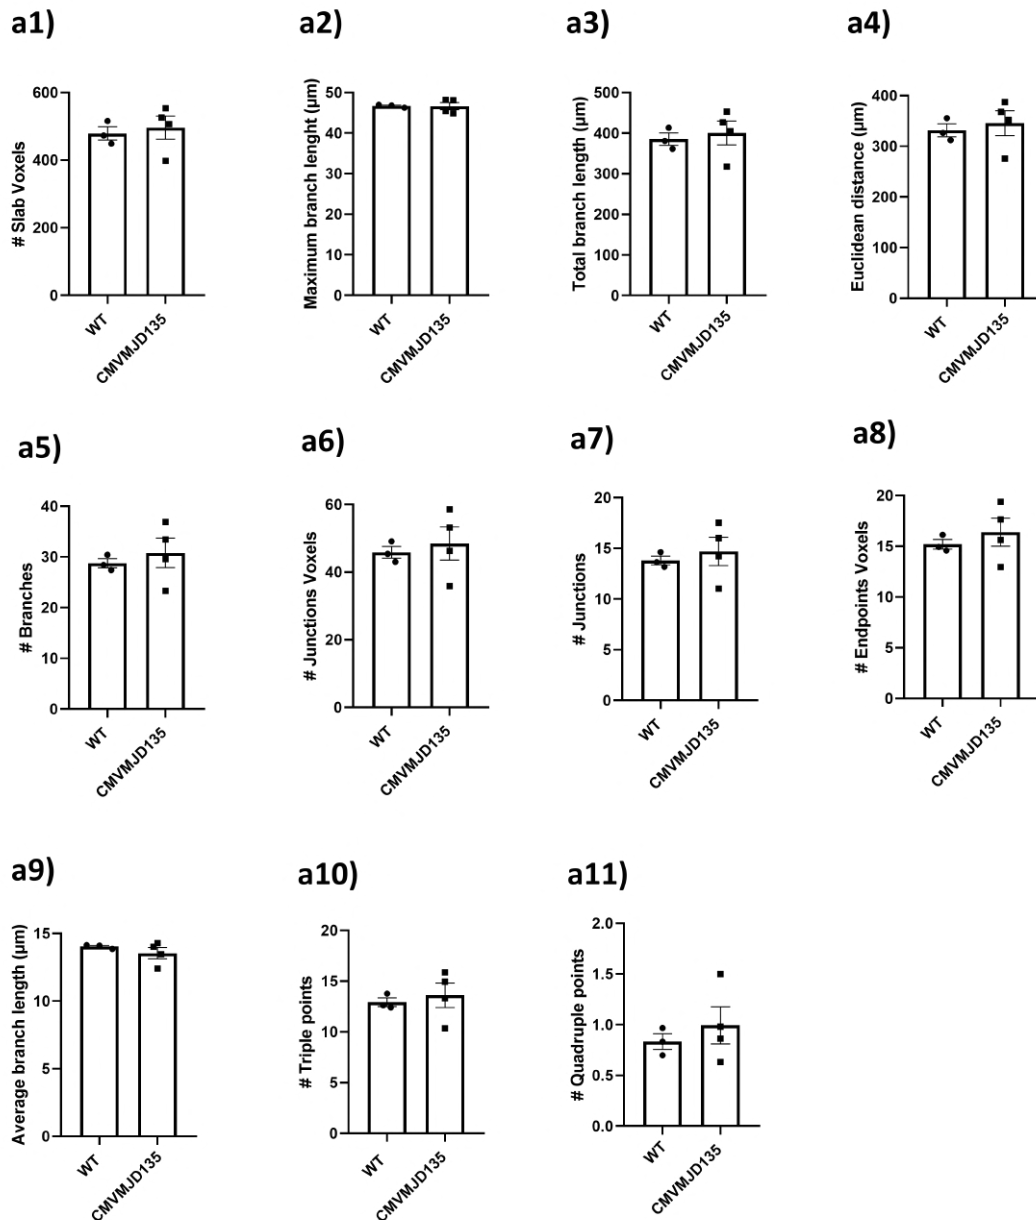 a1)
a2)
a3)
a4)
# Slab Voxels
600
400
200
0
WT
CMVMJD135
Maximum branch lenght (μm)
50
40
30
20
10
0
WT
CMVMJD135
Total branch length (μm)
500
400
300
200
100
0
WT
CMVMJD135
Euclidean distance (μm)
400
300
200
100
0
WT
CMVMJD135
a5)
a6)
a7)
a8)
# Branches
40
30
20
10
0
WT
CMVMJD135
# Junctions Voxels
60
40
20
0
WT
CMVMJD135
# Junctions
20
15
10
5
0
WT
CMVMJD135
# Endpoints Voxels
20
15
10
5
0
WT
CMVMJD135
a9)
a10)
a11)
Average branch length (μm)
15
10
5
0
WT
CMVMJD135
# Triple points
20
15
10
5
0
WT
CMVMJD135
# Quadruple points
2.0
1.5
1.0
0.5
0.0
WT
CMVMJD135